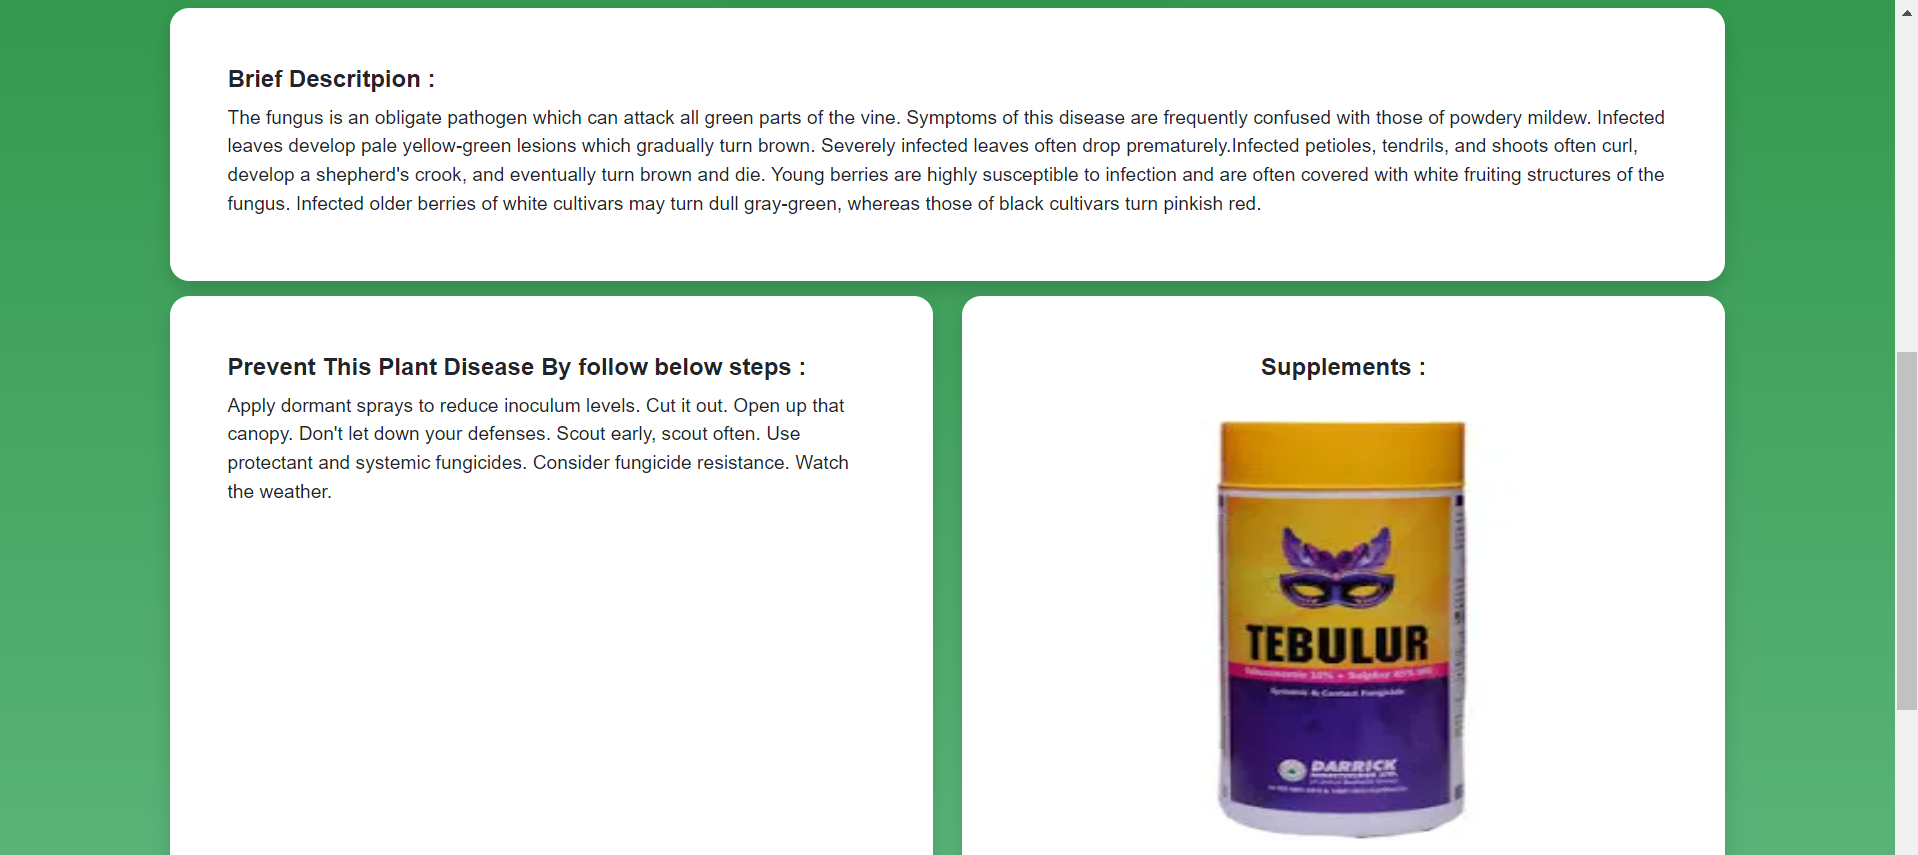 Brief Descritpion :
The fungus is an obligate pathogen which can attack all green parts of the vine. Symptoms of this disease are frequently confused with those of powdery mildew. Infected
leaves develop pale yellow-green lesions which gradually turn brown. Severely infected leaves often drop prematurely.Infected petioles, tendrils, and shoots often curl,
develop a shepherd's crook, and eventually turn brown and die. Young berries are highly susceptible to infection and are often covered with white fruiting structures of the
fungus. Infected older berries of white cultivars may turn dull gray-green, whereas those of black cultivars turn pinkish red.
Prevent This Plant Disease By follow below steps :
Apply dormant sprays to reduce inoculum levels. Cut it out. Open up that
canopy. Don't let down your defenses. Scout early, scout often. Use
protectant and systemic fungicides. Consider fungicide resistance. Watch
the weather.
Supplements :
TEBULUR
Systemic & Contact Fungicide
DARRICK